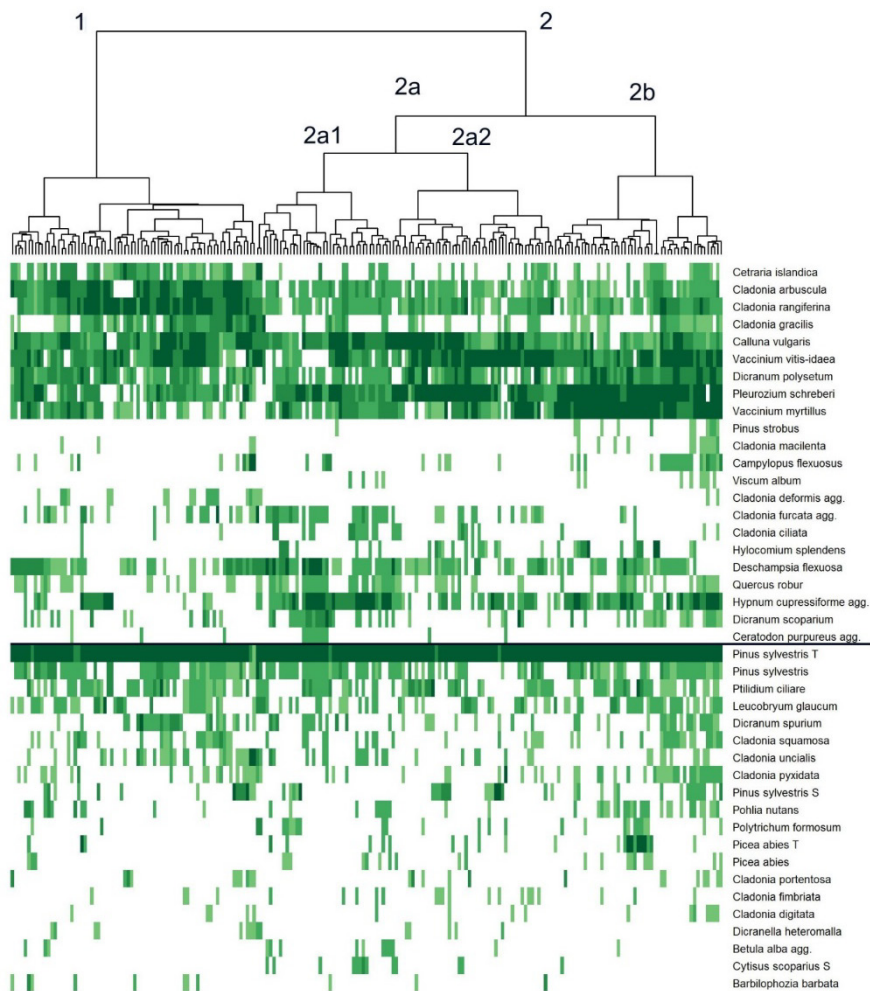 1 2
2a 2b
2a1 2a2
Cetraria islandica
Cladonia arbuscula
Cladonia rangiferina
Cladonia gracilis
Calluna vulgaris
Vaccinium vitis-idaea
Dicranum polysetum
Pleurozium schreberi
Vaccinium myrtillus
Pinus strobus
Cladonia macilenta
Campylopus flexuosus
Viscum album
Cladonia deformis agg.
Cladonia furcata agg.
Cladonia ciliata
Hylocomium splendens
Deschampsia flexuosa
Quercus robur
Hypnum cupressiforme agg.
Dicranum scoparium
Ceratodon purpureus agg.
Pinus sylvestris T
Pinus sylvestris
Ptilidium ciliare
Leucobryum glaucum
Dicranum spurium
Cladonia squamosa
Cladonia uncialis
Cladonia pyxidata
Pinus sylvestris S
Pohlia nutans
Polytrichum formosum
Picea abies T
Picea abies
Cladonia portentosa
Cladonia fimbriata
Cladonia digitata
Dicranella heteromalla
Betula alba agg.
Cytisus scoparius S
Barbilophozia barbata